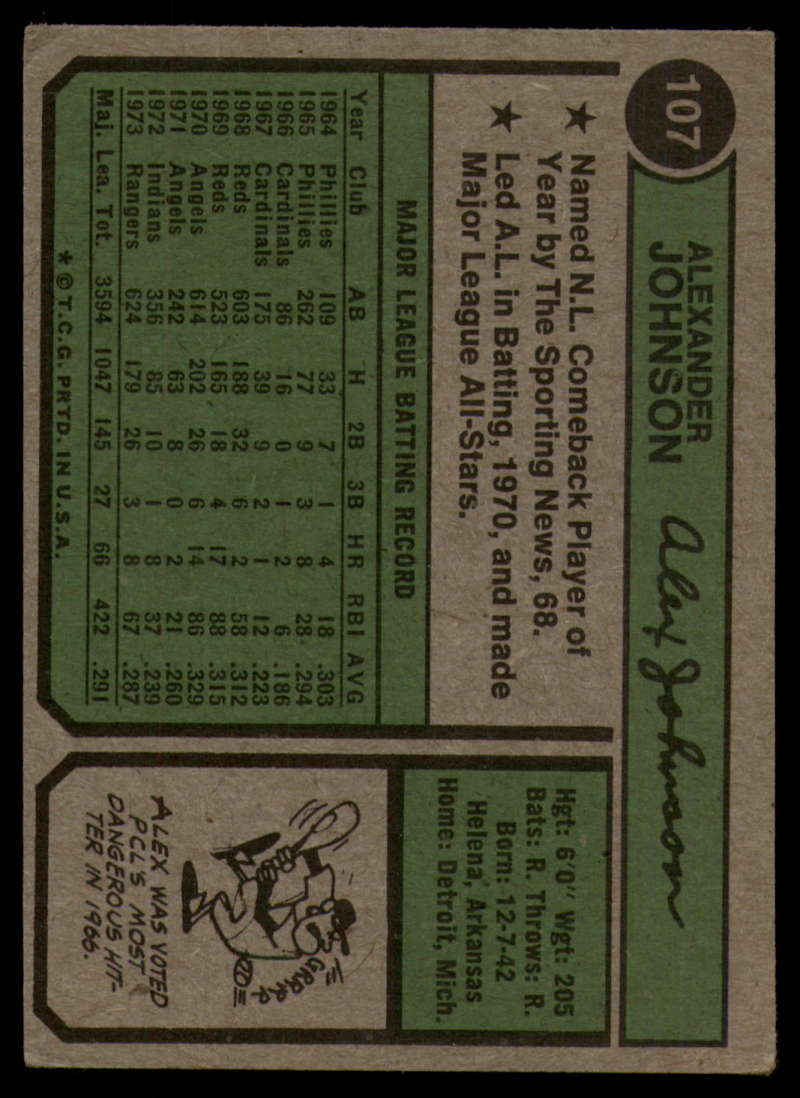 107
ALEXANDER
JOHNSON
Alex Johnson
★ Named N.L. Comeback Player of
Year by The Sporting News, 68.
★ Led A.L. in Batting, 1970, and made
Major League All-Stars.
MAJOR LEAGUE BATTING RECORD
Year Club AB H 2B 3B HR RBI AVG
1964 Phillies 109 33 7 1 4 18 .303
1965 Phillies 262 77 9 3 8 28 .294
1966 Cardinals 86 16 0 1 2 6 .186
1967 Cardinals 175 39 9 2 1 12 .223
1968 Reds 603 188 32 6 2 58 .312
1969 Reds 523 165 18 4 17 88 .315
1970 Angels 614 202 26 6 14 86 .329
1971 Angels 242 63 8 0 2 21 .260
1972 Indians 356 85 10 1 8 37 .239
1973 Rangers 624 179 26 3 8 67 .287
Maj. Lea. Tot. 3594 1047 145 27 66 422 .291
* © T.C.G. PRTD. IN U.S.A.
Hgt: 6'0" Wgt: 205
Bats: R. Throws: R.
Born: 12-7-42
Helena, Arkansas
Home: Detroit, Mich.
GRRRR
ALEX WAS VOTED
PCL'S MOST
DANGEROUS HIT-
TER IN 1966.